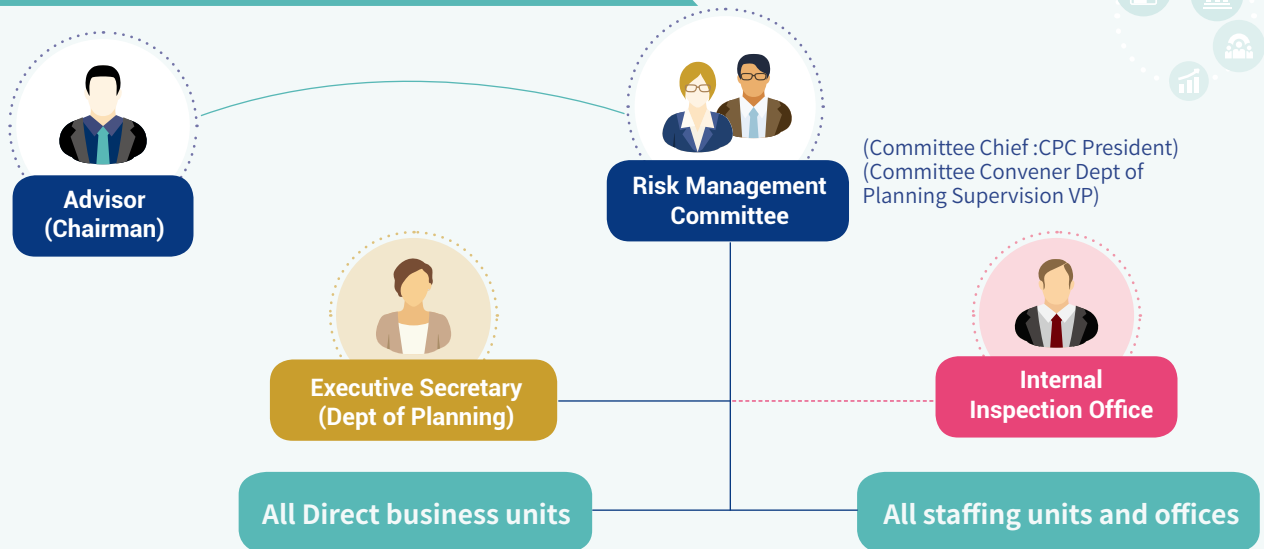 Advisor
(Chairman)
Risk Management
Committee
(Committee Chief :CPC President)
(Committee Convener Dept of
Planning Supervision VP)
Executive Secretary
(Dept of Planning)
Internal
Inspection Office
All Direct business units
All staffing units and offices